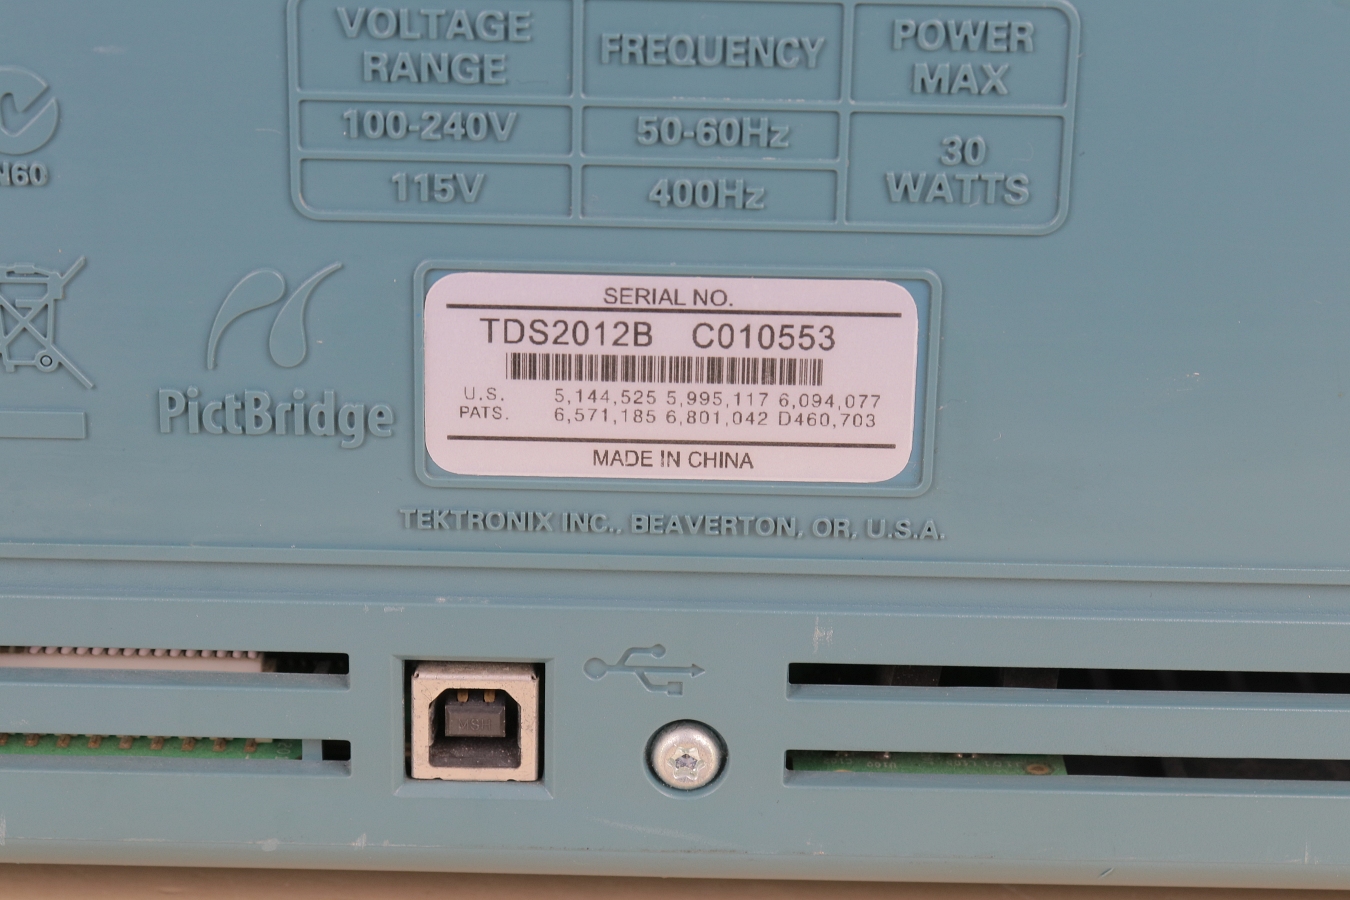 VOLTAGE RANGE
FREQUENCY
POWER MAX
100-240V
50-60Hz
30 WATTS
115V
400Hz
N60
PictBridge
SERIAL NO.
TDS2012B C010553
U.S. 5,144,525 5,995,117 6,094,077
PATS. 6,571,185 6,801,042 D460,703
MADE IN CHINA
TEKTRONIX INC., BEAVERTON, OR, U.S.A.